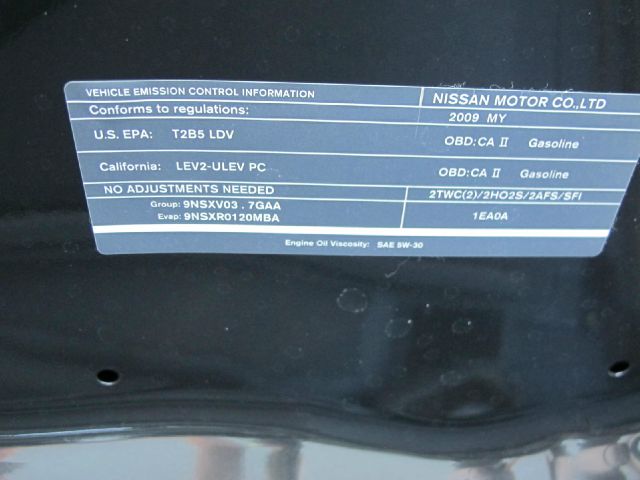 VEHICLE EMISSION CONTROL INFORMATION
NISSAN MOTOR CO.,LTD
Conforms to regulations:
2009 MY
U.S. EPA: T2B5 LDV
OBD:CA II Gasoline
California: LEV2-ULEV PC
OBD:CA II Gasoline
NO ADJUSTMENTS NEEDED
2TWC(2)/2HO2S/2AFS/SFI
Group: 9NSXV03.7GAA
1EA0A
Evap: 9NSXR0120MBA
Engine Oil Viscosity: SAE 5W-30